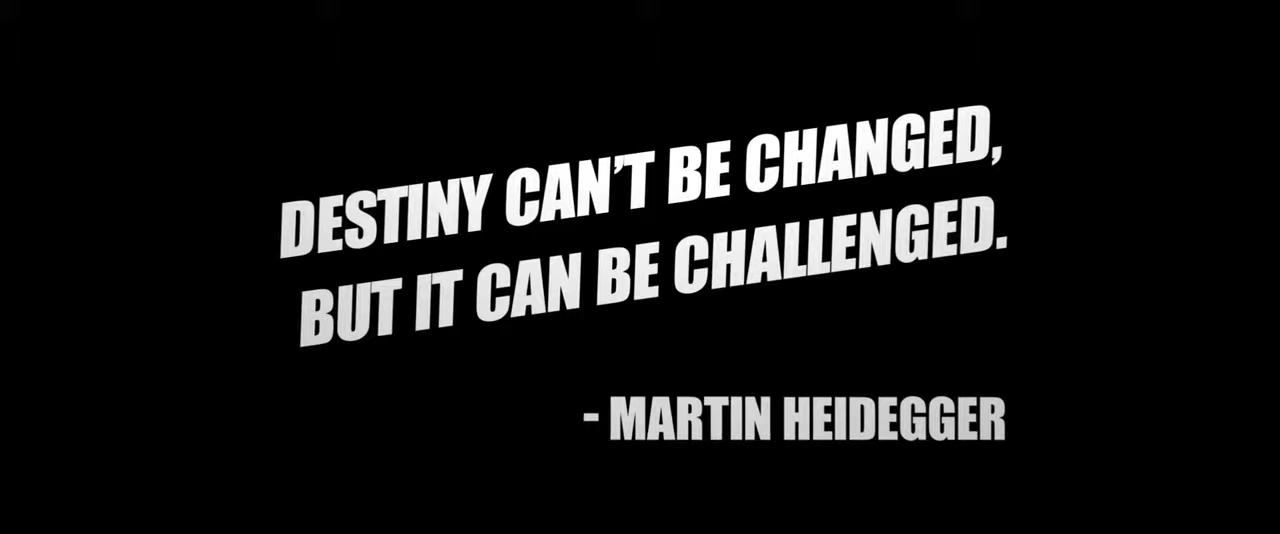 DESTINY CAN’T BE CHANGED,
BUT IT CAN BE CHALLENGED.
- MARTIN HEIDEGGER